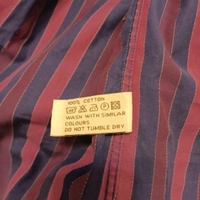 100% COTTON
WASH WITH SIMILAR
COLOURS
DO NOT TUMBLE DRY